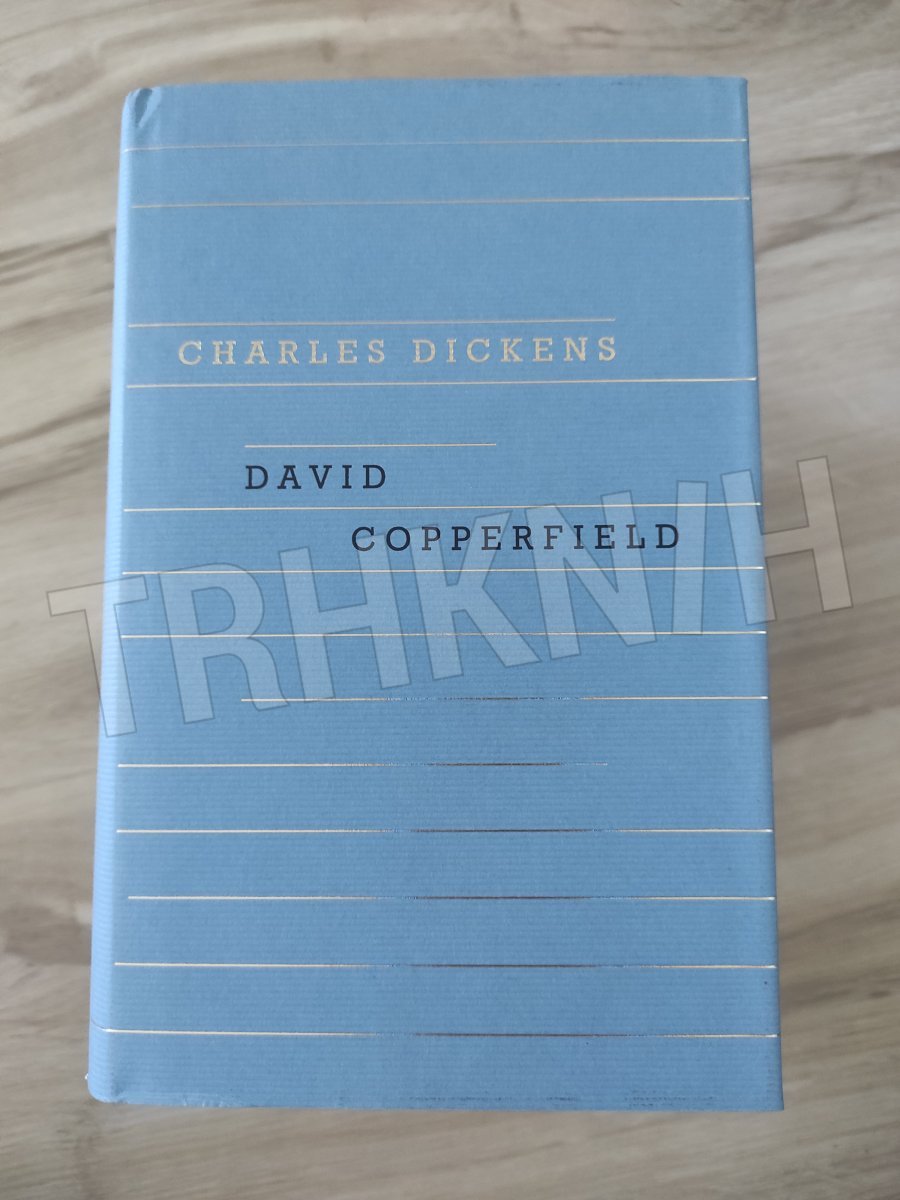 CHARLES DICKENS
DAVID
COPPERFIELD
TRHKNIH